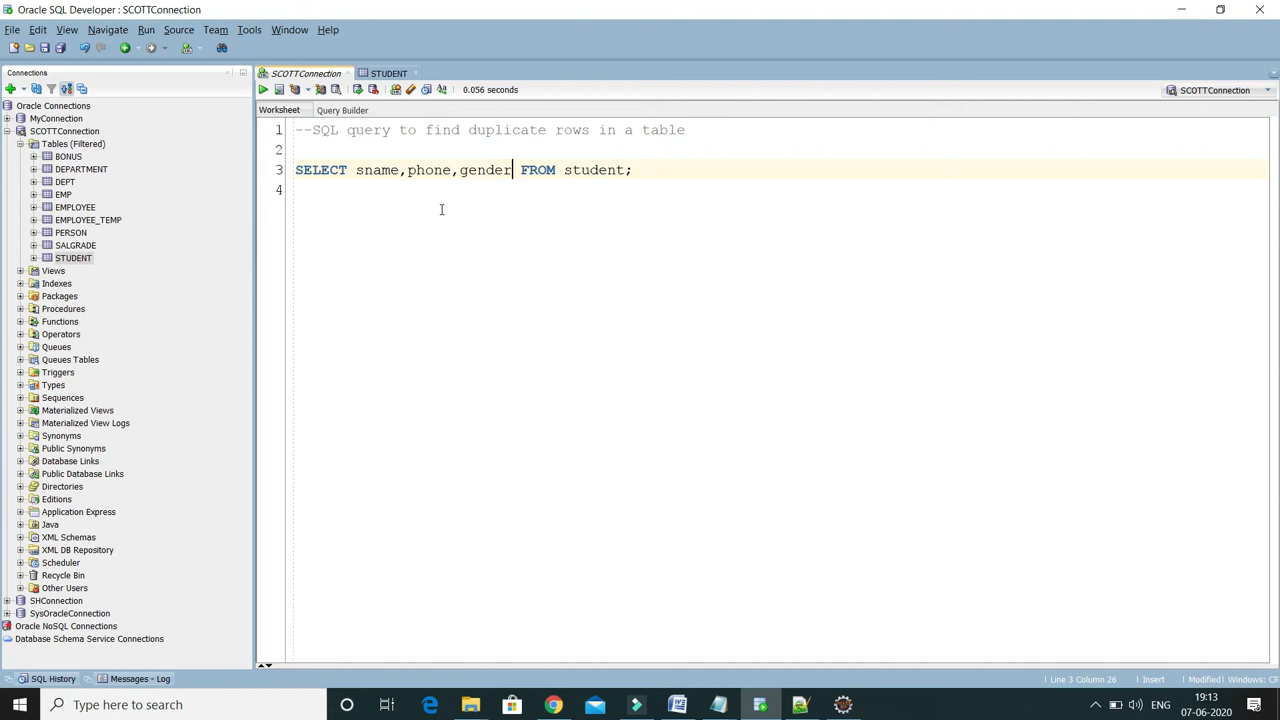 Oracle SQL Developer : SCOTTConnection
File Edit View Navigate Run Source Team Tools Window Help
Connections
SCOTTConnection STUDENT
0.056 seconds
SCOTTConnection
Worksheet Query Builder
Oracle Connections
MyConnection
SCOTTConnection
Tables (Filtered)
BONUS
DEPARTMENT
DEPT
EMP
EMPLOYEE
EMPLOYEE_TEMP
PERSON
SALGRADE
STUDENT
Views
Indexes
Packages
Procedures
Functions
Operators
Queues
Queues Tables
Triggers
Types
Sequences
Materialized Views
Materialized View Logs
Synonyms
Public Synonyms
Database Links
Public Database Links
Directories
Editions
Application Express
Java
XML Schemas
XML DB Repository
Scheduler
Recycle Bin
Other Users
SHConnection
SysOracleConnection
Oracle NoSQL Connections
Database Schema Service Connections
1 --SQL query to find duplicate rows in a table
2
3 SELECT sname,phone,gender FROM student;
4
SQL History Messages - Log
Line 3 Column 26 Insert Modified Windows: CF
Type here to search
ENG
19:13
07-06-2020